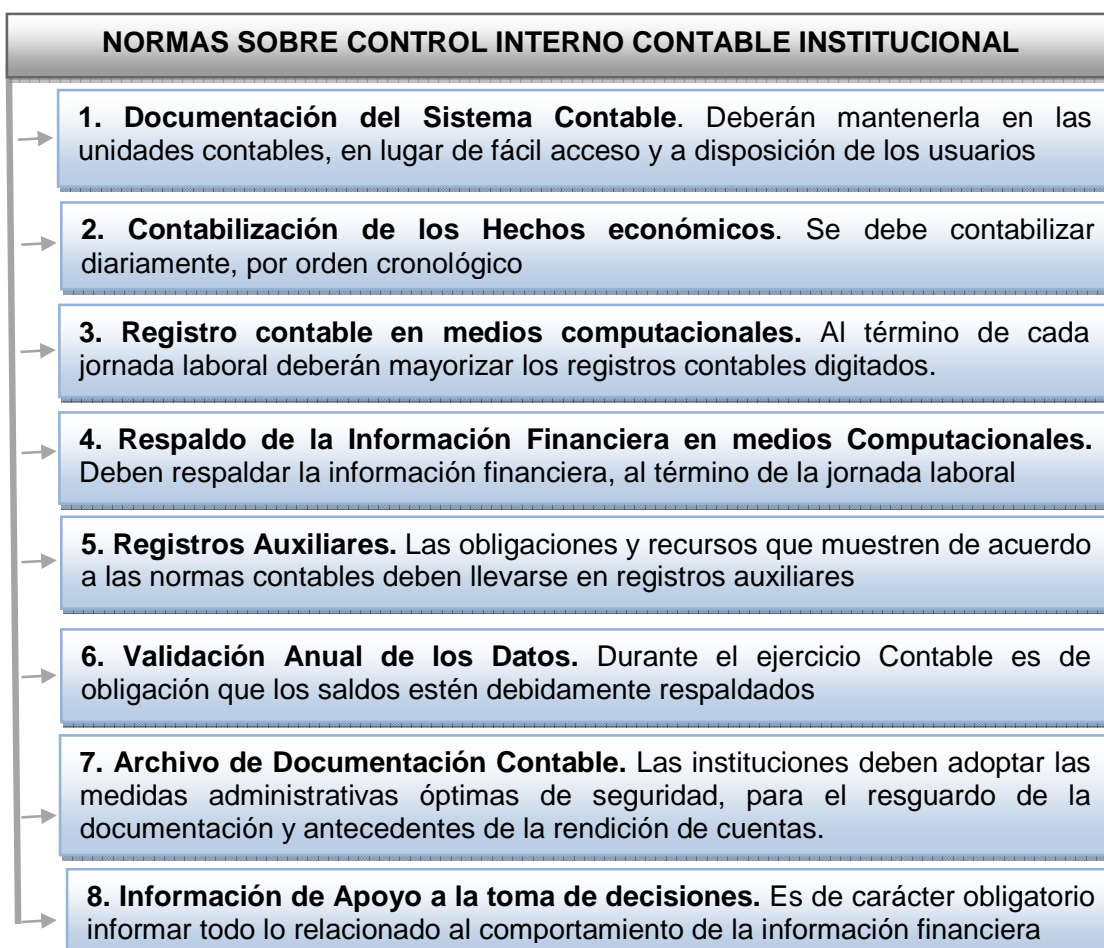 NORMAS SOBRE CONTROL INTERNO CONTABLE INSTITUCIONAL
1. Documentación del Sistema Contable. Deberán mantenerla en las
unidades contables, en lugar de fácil acceso y a disposición de los usuarios
2. Contabilización de los Hechos económicos. Se debe contabilizar
diariamente, por orden cronológico
3. Registro contable en medios computacionales. Al término de cada
jornada laboral deberán mayorizar los registros contables digitados.
4. Respaldo de la Información Financiera en medios Computacionales.
Deben respaldar la información financiera, al término de la jornada laboral
5. Registros Auxiliares. Las obligaciones y recursos que muestren de acuerdo
a las normas contables deben llevarse en registros auxiliares
6. Validación Anual de los Datos. Durante el ejercicio Contable es de
obligación que los saldos estén debidamente respaldados
7. Archivo de Documentación Contable. Las instituciones deben adoptar las
medidas administrativas óptimas de seguridad, para el resguardo de la
documentación y antecedentes de la rendición de cuentas.
8. Información de Apoyo a la toma de decisiones. Es de carácter obligatorio
informar todo lo relacionado al comportamiento de la información financiera